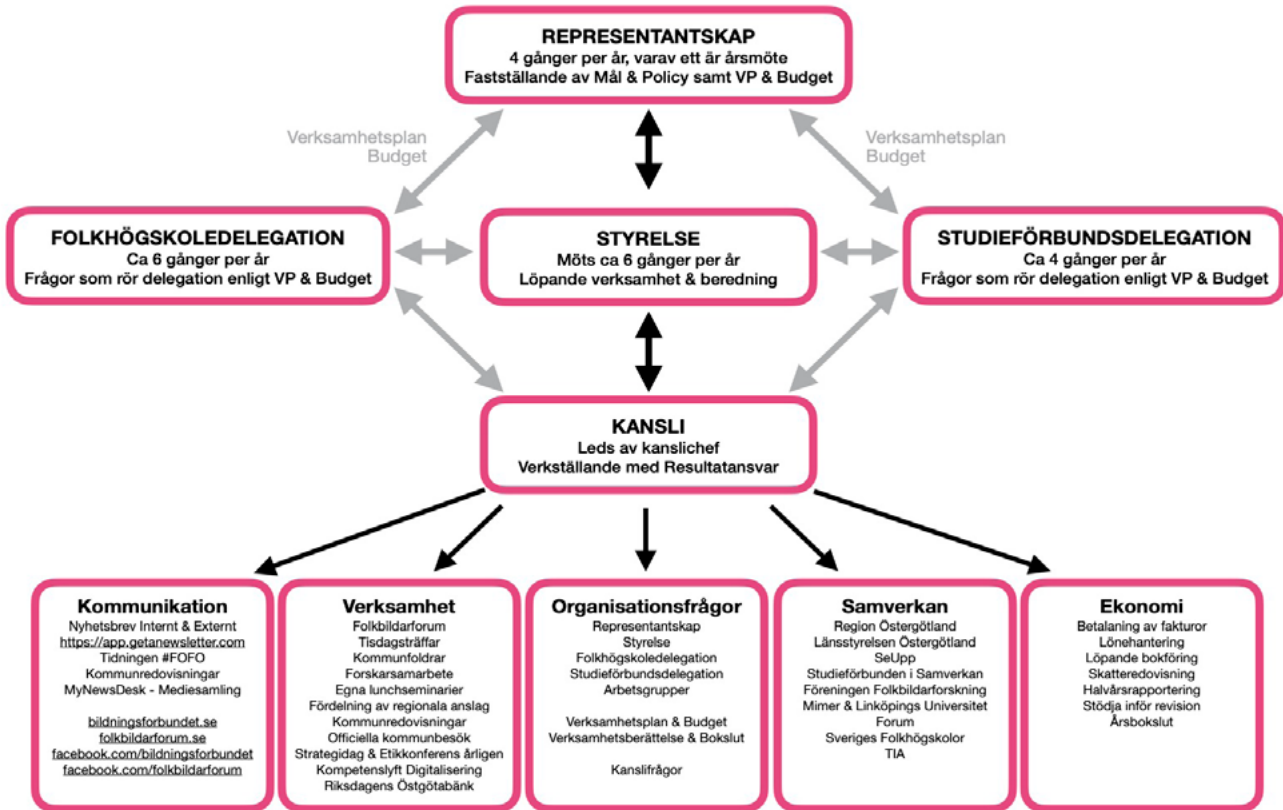 REPRESENTANTSKAP
4 gånger per år, varav ett är årsmöte
Fastställande av Mål & Policy samt VP & Budget
Verksamhetsplan
Budget
Verksamhetsplan
Budget
FOLKHÖGSKOLEDELEGATION
Ca 6 gånger per år
Frågor som rör delegation enligt VP & Budget
STYRELSE
Möts ca 6 gånger per år
Löpande verksamhet & beredning
STUDIEFÖRBUNDSDELEGATION
Ca 4 gånger per år
Frågor som rör delegation enligt VP & Budget
KANSLI
Leds av kanslichef
Verkställande med Resultatansvar
Kommunikation
Nyhetsbrev Internt & Externt
https://app.getanewsletter.com
Tidningen #FOFO
Kommunredovisningar
MyNewsDesk - Mediesamling
bildningsforbundet.se
folkbildarforum.se
facebook.com/bildningsforbundet
facebook.com/folkbildarforum
Verksamhet
Folkbildarforum
Tisdagsträffar
Kommunfoldrar
Forskarsamarbete
Egna lunchseminarier
Fördelning av regionala anslag
Kommunredovisningar
Officiella kommunbesök
Strategidag & Etikkonferens årligen
Kompetenslyft Digitalisering
Riksdagens Östgötabänk
Organisationsfrågor
Representantskap
Styrelse
Folkhögskoledelegation
Studieförbundsdelegation
Arbetsgrupper
Verksamhetsplan & Budget
Verksamhetsberättelse & Bokslut
Kanslifrågor
Samverkan
Region Östergötland
Länsstyrelsen Östergötland
SeUpp
Studieförbunden i Samverkan
Föreningen Folkbildarforskning
Mimer & Linköpings Universitet
Forum
Sveriges Folkhögskolor
TIA
Ekonomi
Betalaning av fakturor
Lönehantering
Löpande bokföring
Skatteredovisning
Halvårsrapportering
Stödja inför revision
Årsbokslut